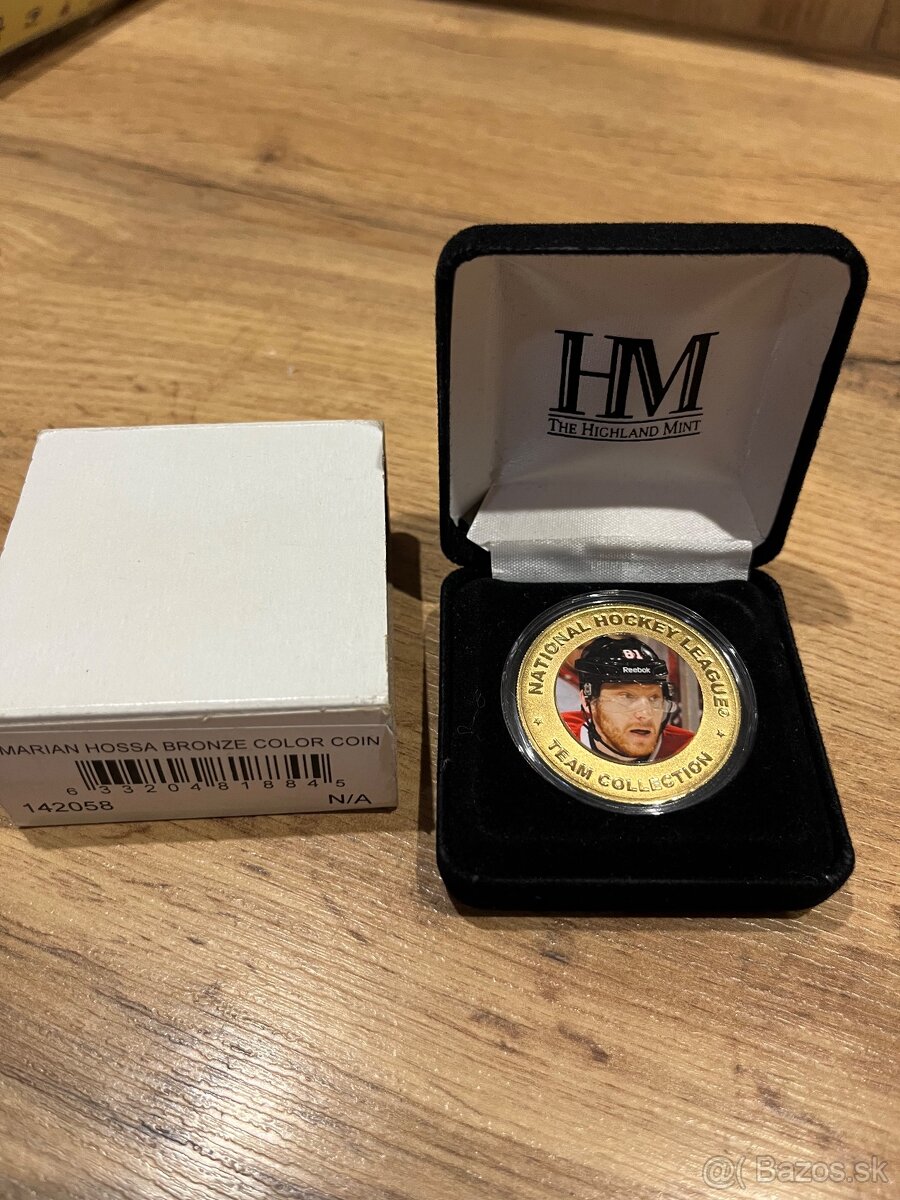 HM
THE HIGHLAND MINT
NATIONAL HOCKEY LEAGUE
81
Reebok
TEAM COLLECTION
MARIAN HOSSA BRONZE COLOR COIN
6 33204 81884 5
142058
N/A
@( Bazos.sk